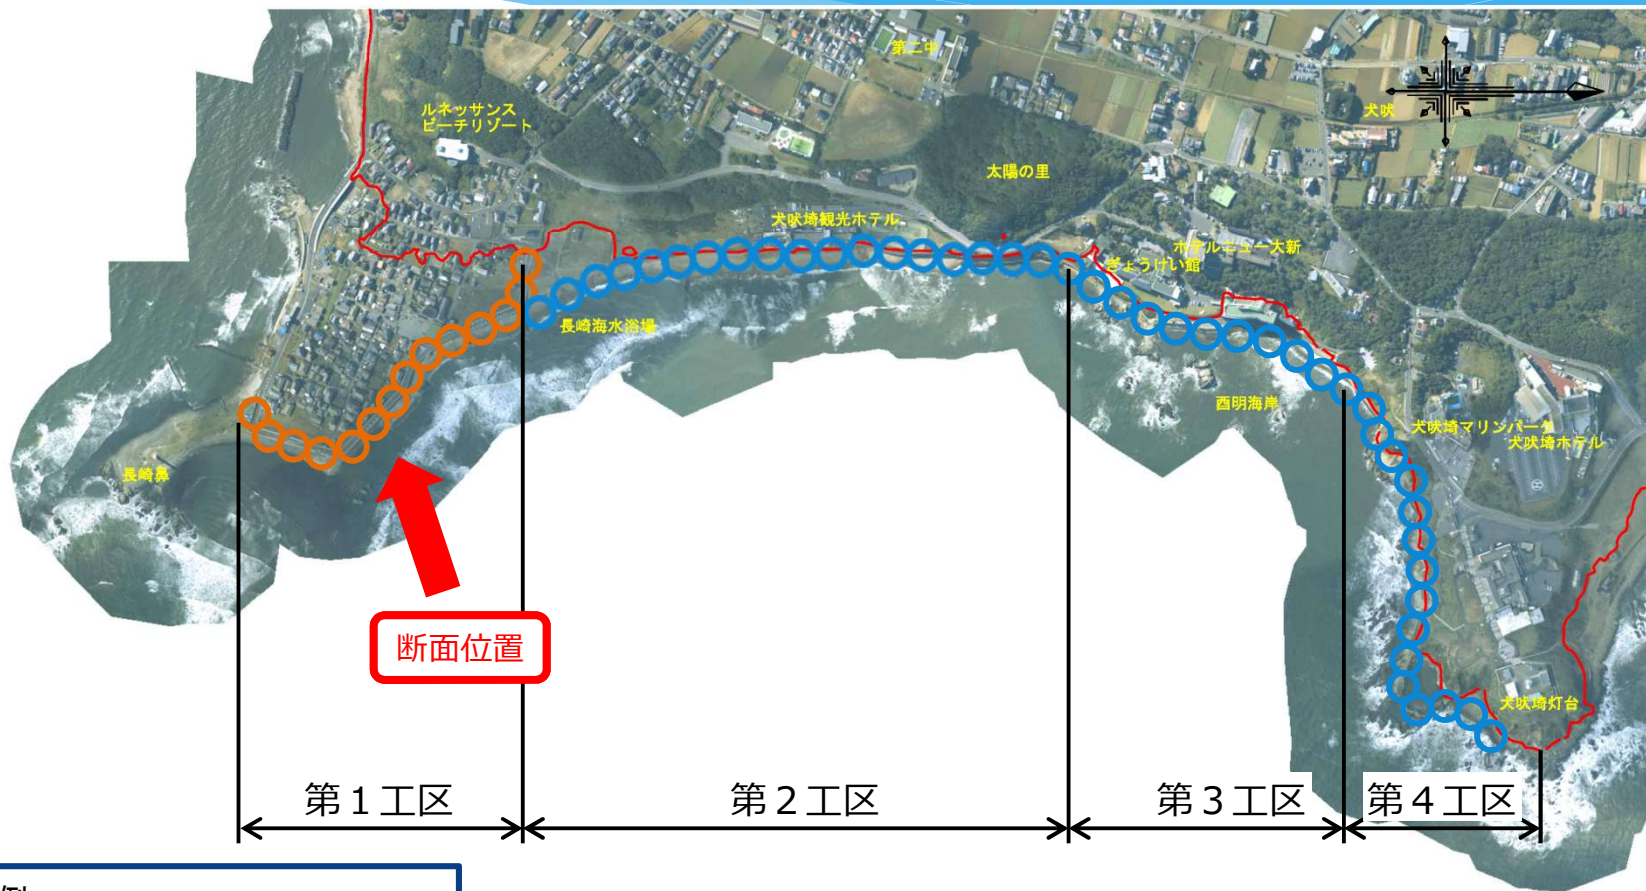 第二中
ルネッサンス
ビーチリゾート
犬吠
太陽の里
犬吠埼観光ホテル
ホテルニュー大新
ぎょうけい館
長崎海水浴場
酉明海岸
犬吠埼マリンパーク
犬吠埼ホテル
長崎鼻
断面位置
犬吠埼灯台
第1工区
第2工区
第3工区
第4工区